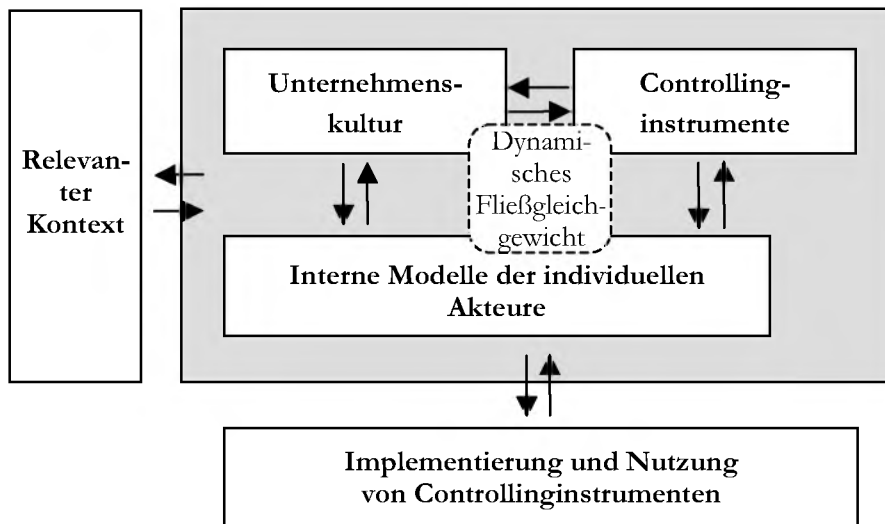 Unternehmens-
kultur
Controlling-
instrumente
Relevan-
ter
Kontext
Dynami-
sches
Fließgleich-
gewicht
Interne Modelle der individuellen
Akteure
Implementierung und Nutzung
von Controllinginstrumenten